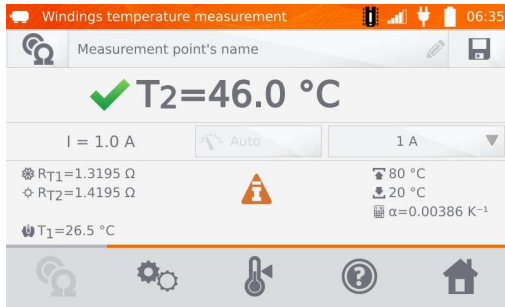 Windings temperature measurement 06:35
Measurement point's name
T2=46.0 °C
I = 1.0 A Auto 1 A
RT1=1.3195 Ω 80 °C
RT2=1.4195 Ω 20 °C
α=0.00386 K⁻¹
T1=26.5 °C